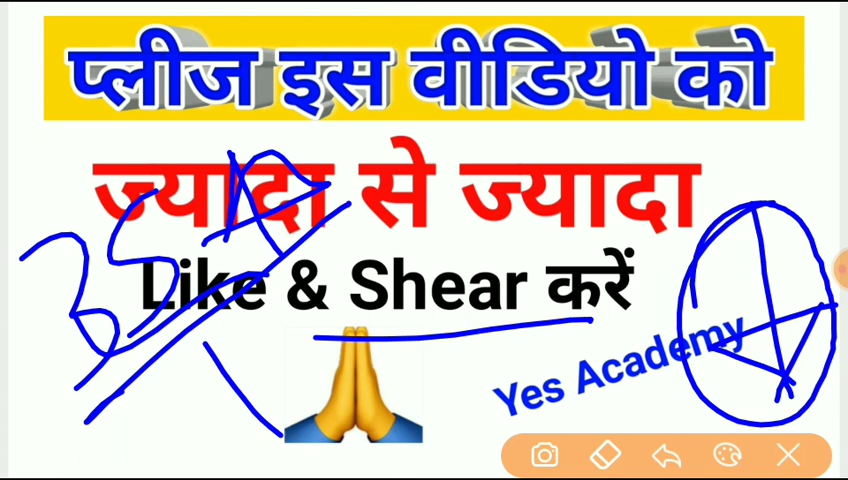 प्लीज इस वीडियो को
ज्यादा से ज्यादा
Like & Shear करें
Yes Academy